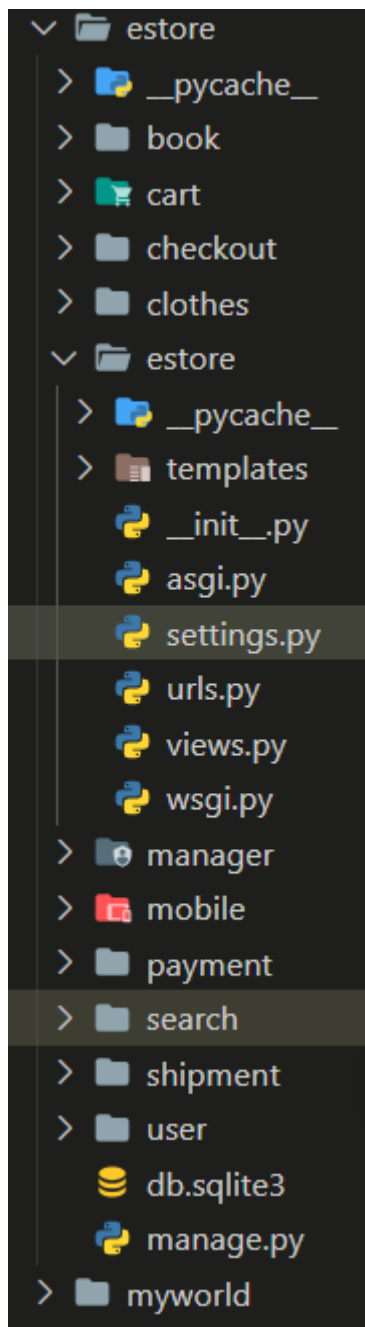 estore
__pycache__
book
cart
checkout
clothes
estore
__pycache__
templates
__init__.py
asgi.py
settings.py
urls.py
views.py
wsgi.py
manager
mobile
payment
search
shipment
user
db.sqlite3
manage.py
myworld